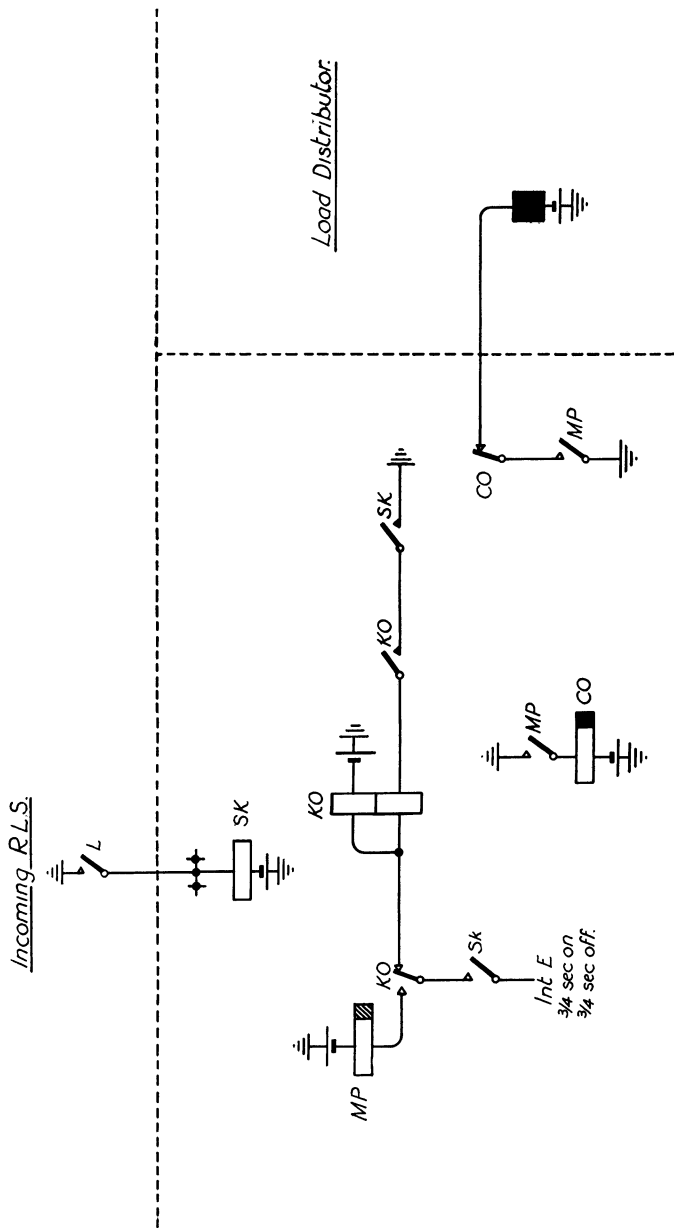 Incoming R.L.S.
L
SK
Load Distributor.
KO
MP
KO
KO
SK
Sk
CO
MP
CO
MP
Int E
3/4 sec on
3/4 sec off.